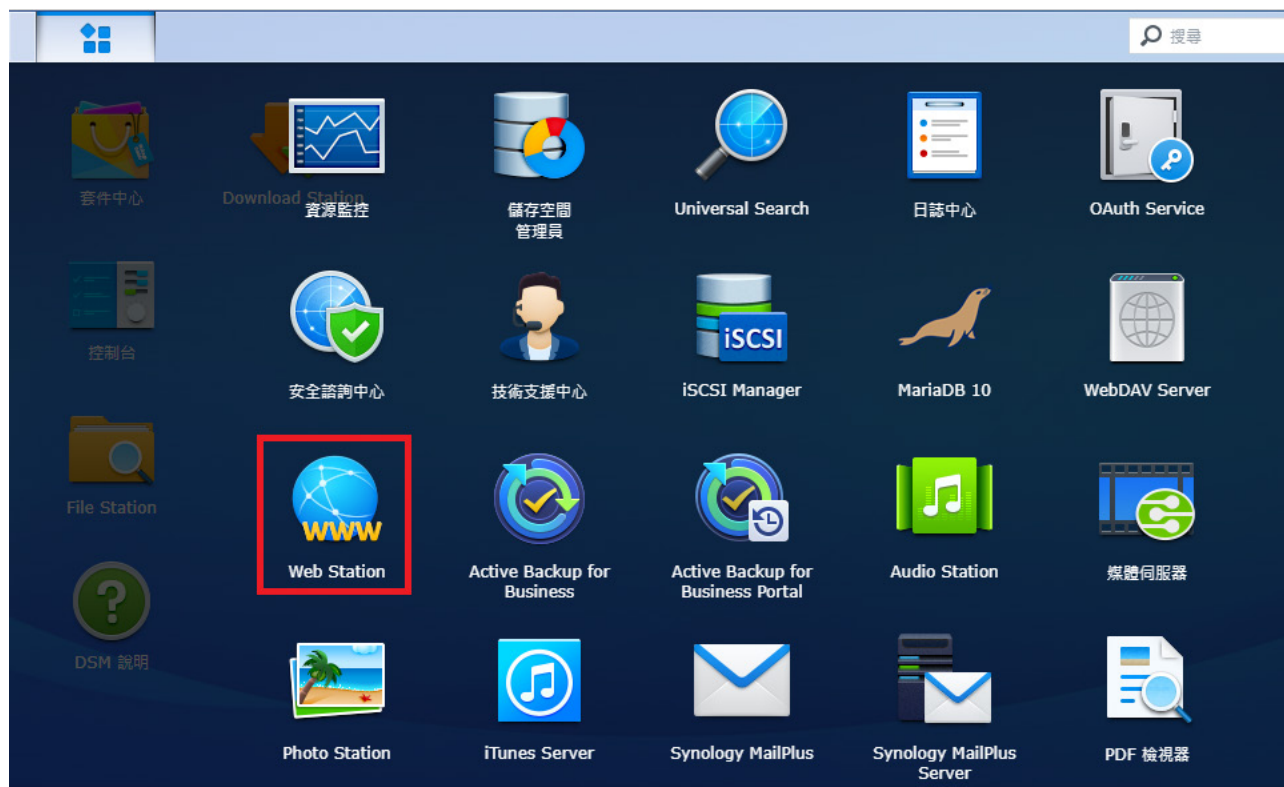 搜尋
套件中心
Download Station
資源監控
儲存空間
管理員
Universal Search
日誌中心
OAuth Service
控制台
安全諮詢中心
技術支援中心
iSCSI
iSCSI Manager
MariaDB 10
WebDAV Server
File Station
WWW
Web Station
Active Backup for
Business
Active Backup for
Business Portal
Audio Station
媒體伺服器
?
DSM 說明
Photo Station
iTunes Server
Synology MailPlus
Synology MailPlus
Server
PDF 檢視器